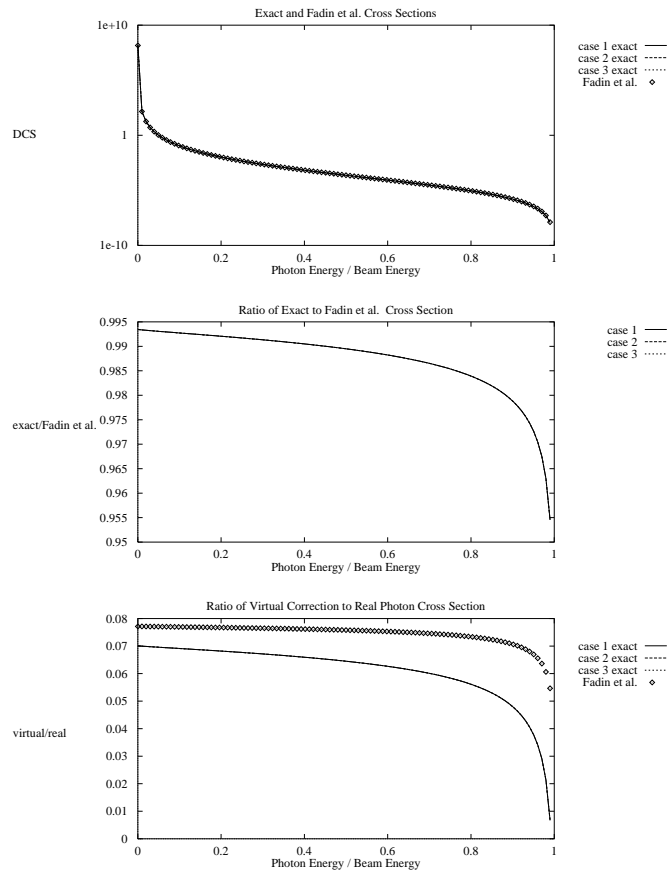 Exact and Fadin et al. Cross Sections
1e+10
1
1e-10
DCS
0 0.2 0.4 0.6 0.8 1
Photon Energy / Beam Energy
case 1 exact
case 2 exact
case 3 exact
Fadin et al.
Ratio of Exact to Fadin et al. Cross Section
0.995
0.99
0.985
0.98
0.975
0.97
0.965
0.96
0.955
0.95
exact/Fadin et al.
0 0.2 0.4 0.6 0.8 1
Photon Energy / Beam Energy
case 1
case 2
case 3
Ratio of Virtual Correction to Real Photon Cross Section
0.08
0.07
0.06
0.05
0.04
0.03
0.02
0.01
0
virtual/real
0 0.2 0.4 0.6 0.8 1
Photon Energy / Beam Energy
case 1 exact
case 2 exact
case 3 exact
Fadin et al.